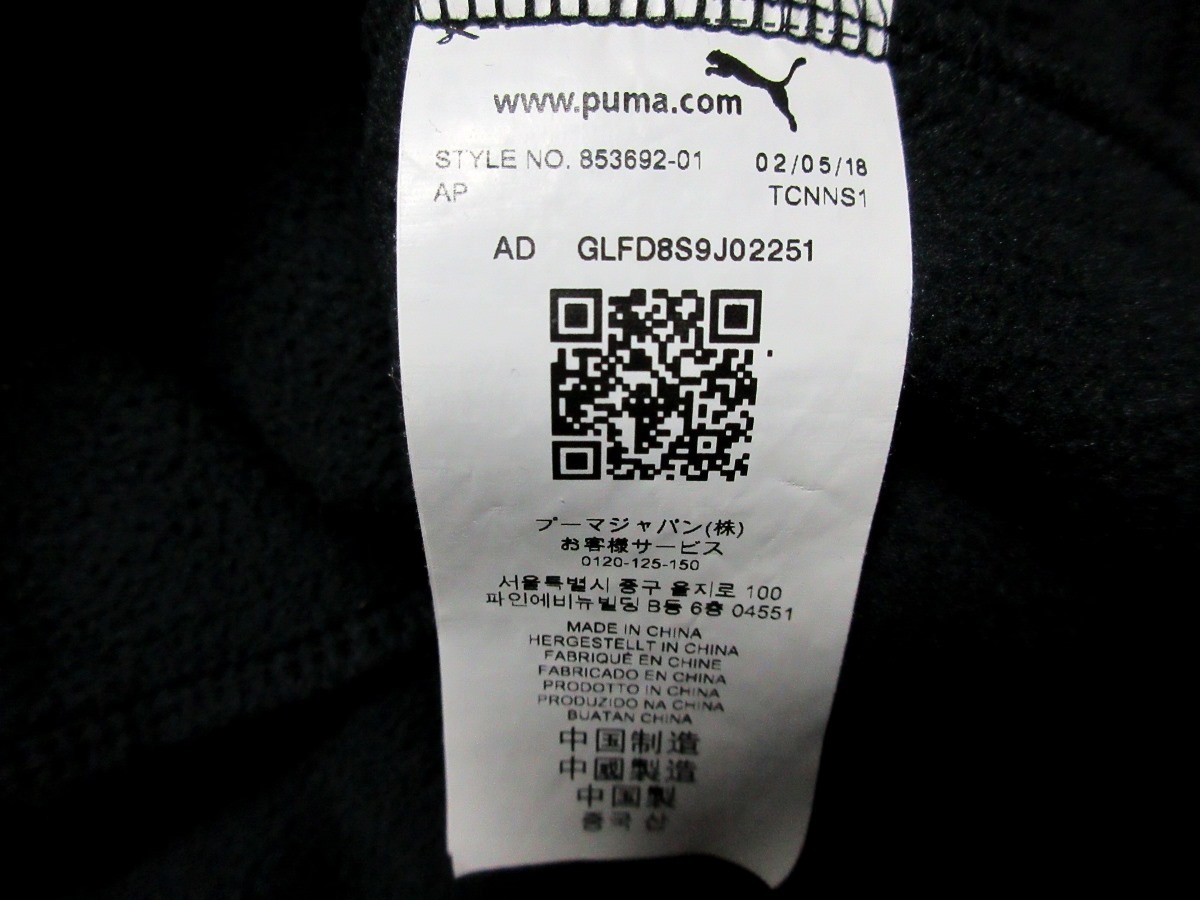 www.puma.com
STYLE NO. 853692-01 02/05/18
AP TCNNS1
AD GLFD8S9J02251
プーマジャパン(株)
お客様サービス
0120-125-150
서울특별시 중구 을지로 100
파인에비뉴빌딩 B동 6층 04551
MADE IN CHINA
HERGESTELLT IN CHINA
FABRIQUÉ EN CHINE
FABRICADO EN CHINA
PRODOTTO IN CHINA
PRODUZIDO NA CHINA
BUATAN CHINA
中国制造
中國製造
中国製
중국산